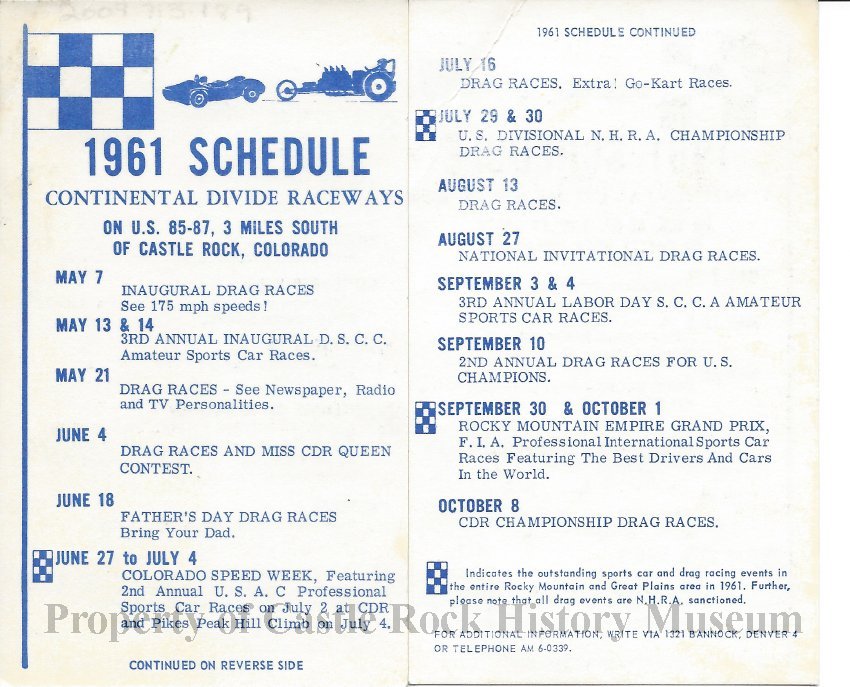 2004.113.189
1961 SCHEDULE
CONTINENTAL DIVIDE RACEWAYS
ON U.S. 85-87, 3 MILES SOUTH
OF CASTLE ROCK, COLORADO
MAY 7
INAUGURAL DRAG RACES
See 175 mph speeds!
MAY 13 & 14
3RD ANNUAL INAUGURAL D. S. C. C.
Amateur Sports Car Races.
MAY 21
DRAG RACES - See Newspaper, Radio
and TV Personalities.
JUNE 4
DRAG RACES AND MISS CDR QUEEN
CONTEST.
JUNE 18
FATHER'S DAY DRAG RACES
Bring Your Dad.
JUNE 27 to JULY 4
COLORADO SPEED WEEK, Featuring
2nd Annual U. S. A. C Professional
Sports Car Races on July 2 at CDR
and Pikes Peak Hill Climb on July 4.
CONTINUED ON REVERSE SIDE
1961 SCHEDULE CONTINUED
JULY 16
DRAG RACES. Extra! Go-Kart Races.
JULY 29 & 30
U. S. DIVISIONAL N. H. R. A. CHAMPIONSHIP
DRAG RACES.
AUGUST 13
DRAG RACES.
AUGUST 27
NATIONAL INVITATIONAL DRAG RACES.
SEPTEMBER 3 & 4
3RD ANNUAL LABOR DAY S. C. C. A AMATEUR
SPORTS CAR RACES.
SEPTEMBER 10
2ND ANNUAL DRAG RACES FOR U. S.
CHAMPIONS.
SEPTEMBER 30 & OCTOBER 1
ROCKY MOUNTAIN EMPIRE GRAND PRIX,
F. I. A. Professional International Sports Car
Races Featuring The Best Drivers And Cars
In the World.
OCTOBER 8
CDR CHAMPIONSHIP DRAG RACES.
Indicates the outstanding sports car and drag racing events in
the entire Rocky Mountain and Great Plains area in 1961. Further,
please note that all drag events are N.H.R.A. sanctioned.
FOR ADDITIONAL INFORMATION, WRITE VIA 1321 BANNOCK, DENVER 4
OR TELEPHONE AM 6-0339.
Property of Castle Rock History Museum